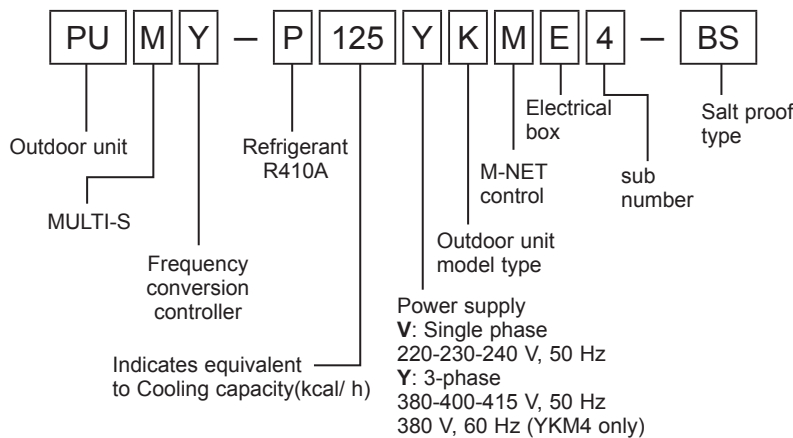 PU M Y – P 125 Y K M E 4 – BS
Outdoor unit
MULTI-S
Frequency
conversion
controller
Refrigerant
R410A
Indicates equivalent
to Cooling capacity(kcal/ h)
Power supply
V: Single phase
220-230-240 V, 50 Hz
Y: 3-phase
380-400-415 V, 50 Hz
380 V, 60 Hz (YKM4 only)
Outdoor unit
model type
M-NET
control
Electrical
box
sub
number
Salt proof
type